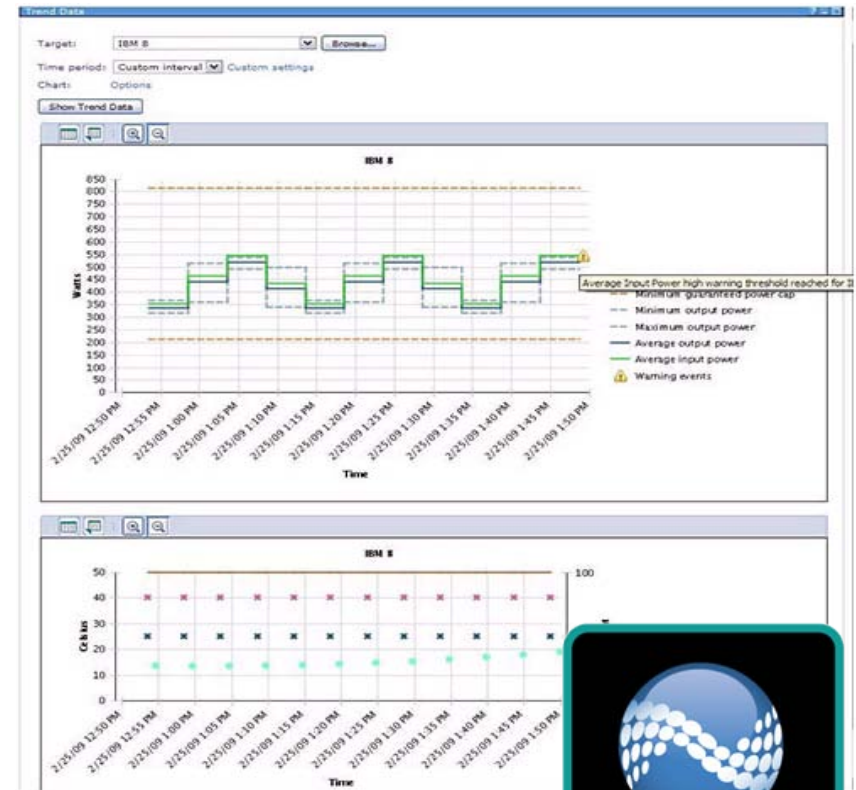 Trend Data
Target: IBM 8 Browse...
Time period: Custom interval Custom settings
Chart: Options
Show Trend Data
IBM 8
850
800
750
700
650
600
550
500
450
400
350
300
250
200
150
100
50
0
Watts
Average Input Power high warning threshold reached for
Minimum guaranteed power cap
Minimum output power
Maximum output power
Average output power
Average input power
Warning events
2/25/09 12:50 PM
2/25/09 12:55 PM
2/25/09 1:00 PM
2/25/09 1:05 PM
2/25/09 1:10 PM
2/25/09 1:15 PM
2/25/09 1:20 PM
2/25/09 1:25 PM
2/25/09 1:30 PM
2/25/09 1:35 PM
2/25/09 1:40 PM
2/25/09 1:45 PM
2/25/09 1:50 PM
Time
IBM 8
50
40
30
20
10
0
Celsius
100
2/25/09 12:50 PM
2/25/09 12:55 PM
2/25/09 1:00 PM
2/25/09 1:05 PM
2/25/09 1:10 PM
2/25/09 1:15 PM
2/25/09 1:20 PM
2/25/09 1:25 PM
2/25/09 1:30 PM
2/25/09 1:35 PM
2/25/09 1:40 PM
2/25/09 1:45 PM
2/25/09 1:50 PM
Time